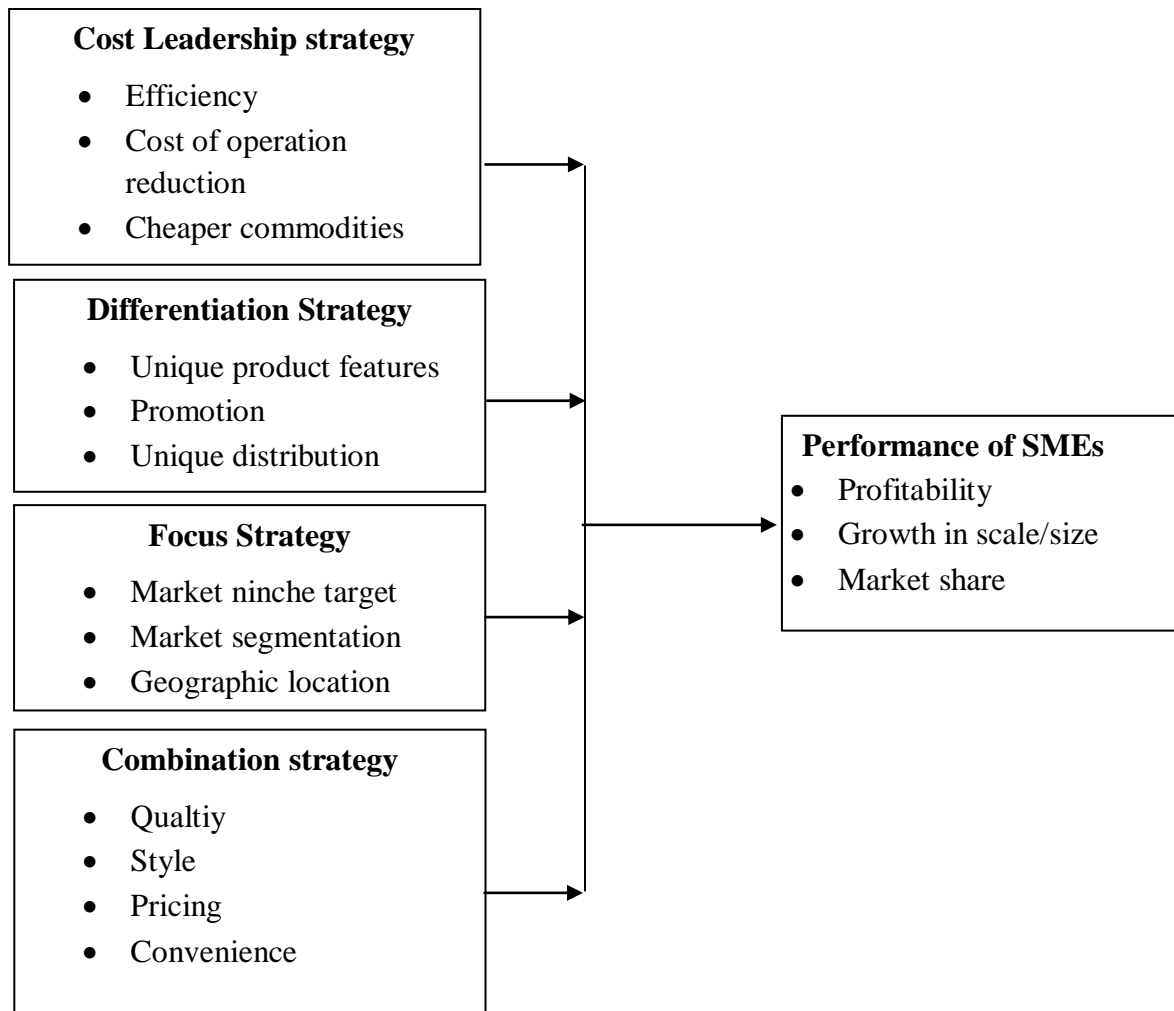 Cost Leadership strategy
• Efficiency
• Cost of operation
reduction
• Cheaper commodities
Differentiation Strategy
• Unique product features
• Promotion
• Unique distribution
Focus Strategy
• Market ninche target
• Market segmentation
• Geographic location
Combination strategy
• Qualtiy
• Style
• Pricing
• Convenience
Performance of SMEs
• Profitability
• Growth in scale/size
• Market share